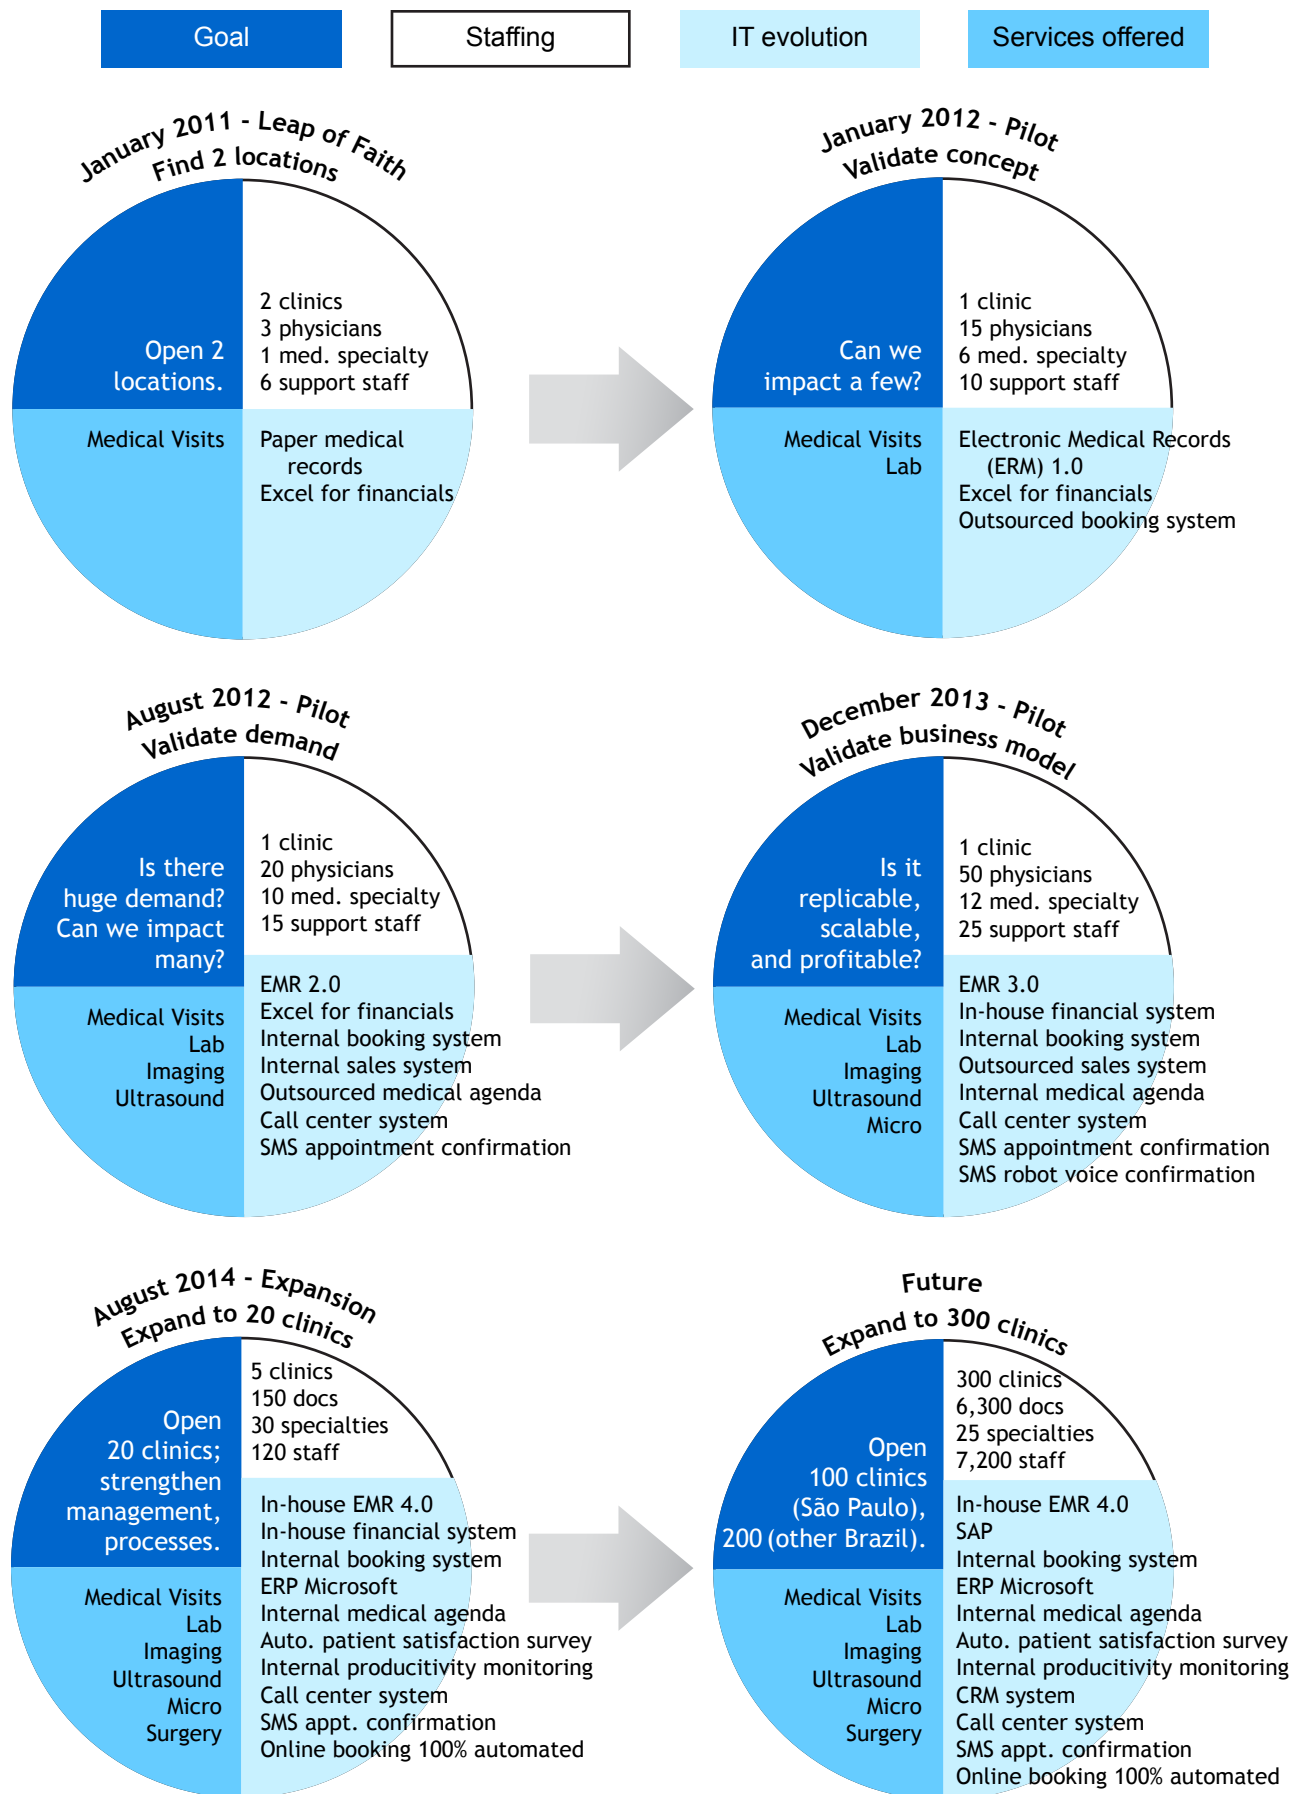 Goal
Staffing
IT evolution
Services offered
January 2011 - Leap of Faith
Find 2 locations
Open 2
locations.
2 clinics
3 physicians
1 med. specialty
6 support staff
Medical Visits
Paper medical
records
Excel for financials
January 2012 - Pilot
Validate concept
Can we
impact a few?
1 clinic
15 physicians
6 med. specialty
10 support staff
Medical Visits
Lab
Electronic Medical Records
(ERM) 1.0
Excel for financials
Outsourced booking system
August 2012 - Pilot
Validate demand
Is there
huge demand?
Can we impact
many?
1 clinic
20 physicians
10 med. specialty
15 support staff
Medical Visits
Lab
Imaging
Ultrasound
EMR 2.0
Excel for financials
Internal booking system
Internal sales system
Outsourced medical agenda
Call center system
SMS appointment confirmation
December 2013 - Pilot
Validate business model
Is it
replicable,
scalable,
and profitable?
1 clinic
50 physicians
12 med. specialty
25 support staff
Medical Visits
Lab
Imaging
Ultrasound
Micro
EMR 3.0
In-house financial system
Internal booking system
Outsourced sales system
Internal medical agenda
Call center system
SMS appointment confirmation
SMS robot voice confirmation
August 2014 - Expansion
Expand to 20 clinics
Open
20 clinics;
strengthen
management,
processes.
5 clinics
150 docs
30 specialties
120 staff
Medical Visits
Lab
Imaging
Ultrasound
Micro
Surgery
In-house EMR 4.0
In-house financial system
Internal booking system
ERP Microsoft
Internal medical agenda
Auto. patient satisfaction survey
Internal producitivity monitoring
Call center system
SMS appt. confirmation
Online booking 100% automated
Future
Expand to 300 clinics
Open
100 clinics
(São Paulo),
200 (other Brazil).
300 clinics
6,300 docs
25 specialties
7,200 staff
Medical Visits
Lab
Imaging
Ultrasound
Micro
Surgery
In-house EMR 4.0
SAP
Internal booking system
ERP Microsoft
Internal medical agenda
Auto. patient satisfaction survey
Internal producitivity monitoring
CRM system
Call center system
SMS appt. confirmation
Online booking 100% automated